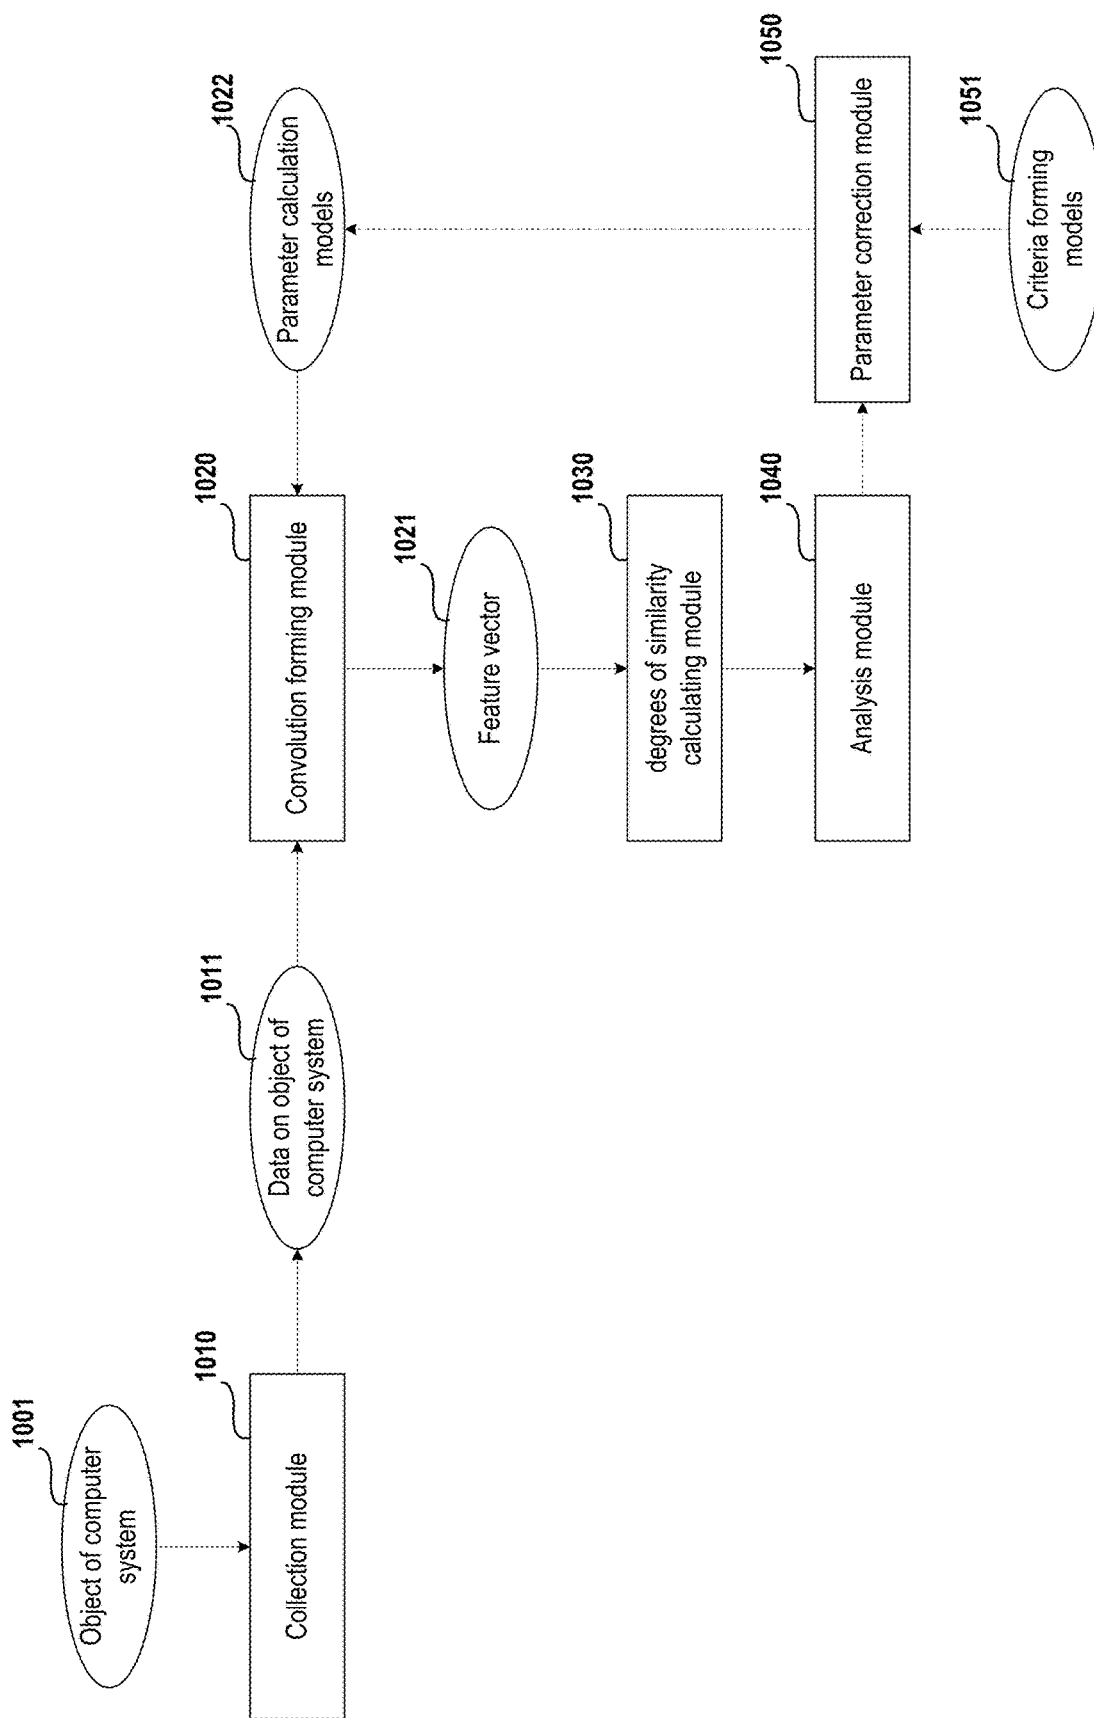 1001
Object of computer
system
1010
Collection module
1011
Data on object of
computer system
1020
Convolution forming module
1022
Parameter calculation
models
1021
Feature vector
1030
degrees of similarity
calculating module
1040
Analysis module
1050
Parameter correction module
1051
Criteria forming
models